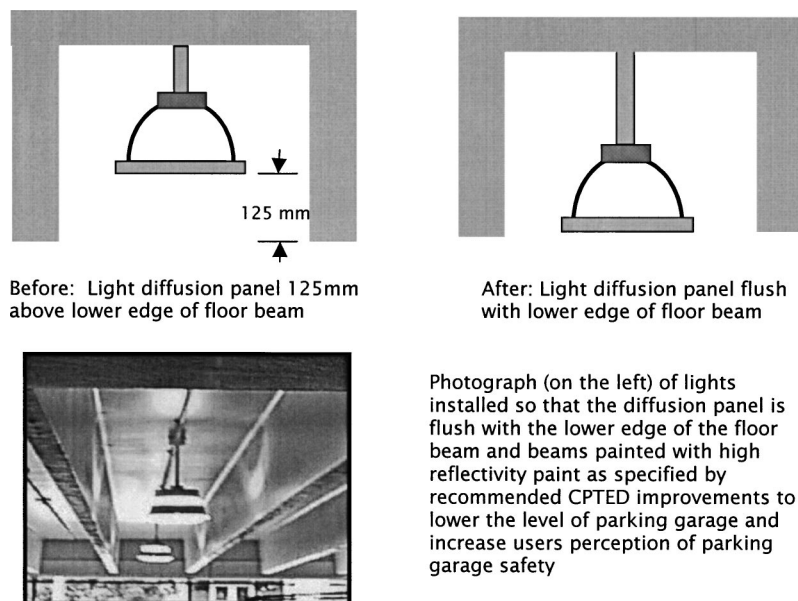 125 mm
Before:  Light diffusion panel 125mm
above lower edge of floor beam
After: Light diffusion panel flush
with lower edge of floor beam
Photograph (on the left) of lights
installed so that the diffusion panel is
flush with the lower edge of the floor
beam and beams painted with high
reflectivity paint as specified by
recommended CPTED improvements to
lower the level of parking garage and
increase users perception of parking
garage safety